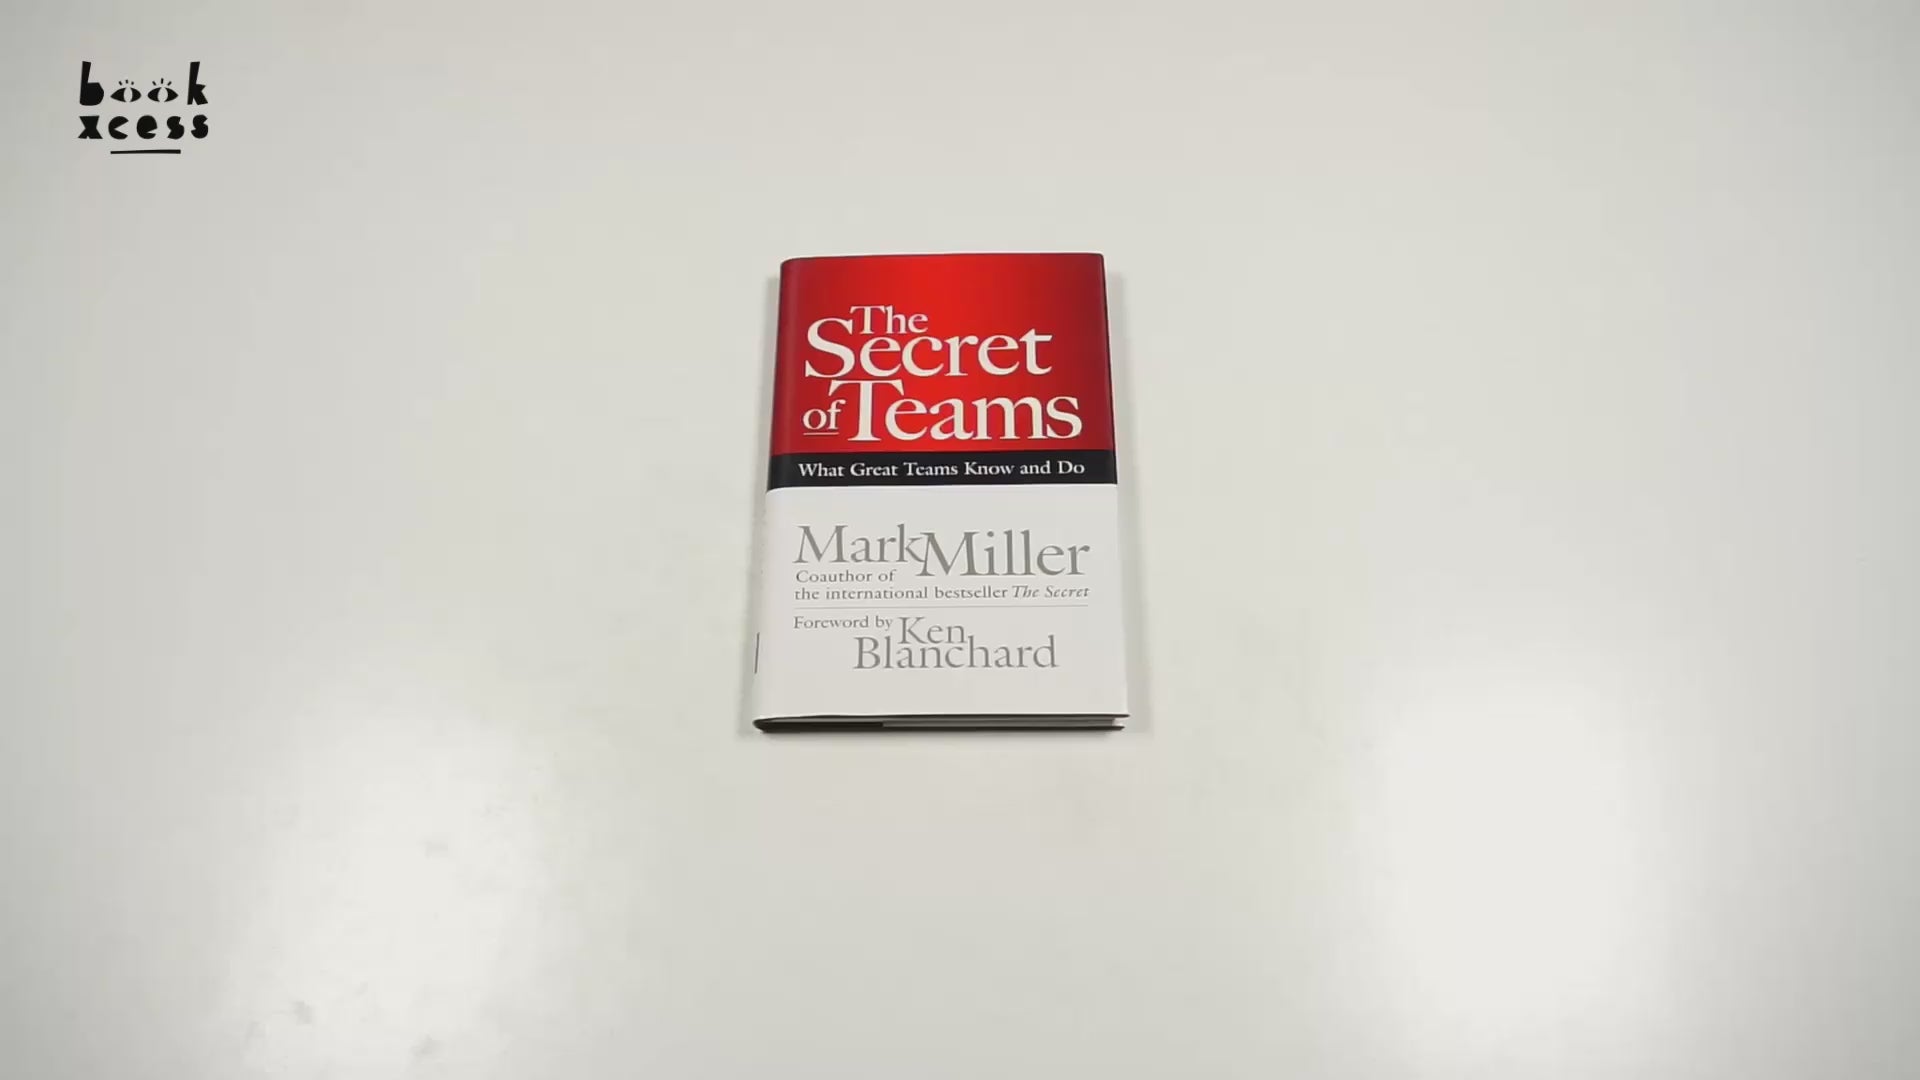 book
xcess
The
Secret
of Teams
What Great Teams Know and Do
Mark Miller
Coauthor of
the international bestseller The Secret
Foreword by Ken
Blanchard